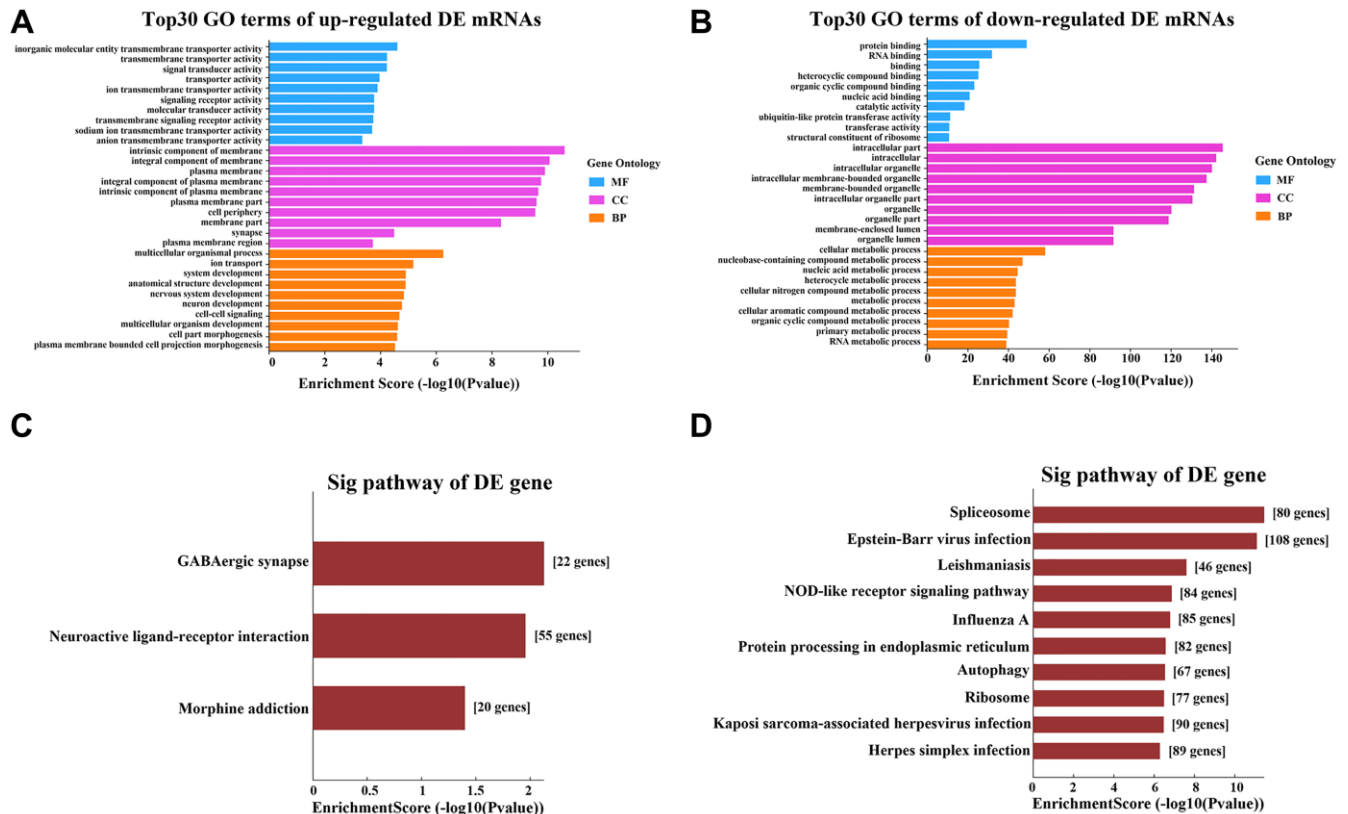 A
Top30 GO terms of up-regulated DE mRNAs
inorganic molecular entity transmembrane transporter activity
transmembrane transporter activity
signal transducer activity
transporter activity
ion transmembrane transporter activity
signaling receptor activity
molecular transducer activity
transmembrane signaling receptor activity
sodium ion transmembrane transporter activity
anion transmembrane transporter activity
intrinsic component of membrane
integral component of membrane
plasma membrane
integral component of plasma membrane
intrinsic component of plasma membrane
plasma membrane part
cell periphery
membrane part
synapse
plasma membrane region
multicellular organismal process
ion transport
system development
anatomical structure development
nervous system development
neuron development
cell-cell signaling
multicellular organism development
cell part morphogenesis
plasma membrane bounded cell projection morphogenesis
0 2 4 6 8 10
Enrichment Score (-log10(Pvalue))
Gene Ontology
MF
CC
BP
B
Top30 GO terms of down-regulated DE mRNAs
protein binding
RNA binding
binding
heterocyclic compound binding
organic cyclic compound binding
nucleic acid binding
catalytic activity
ubiquitin-like protein transferase activity
transferase activity
structural constituent of ribosome
intracellular part
intracellular
intracellular organelle
intracellular membrane-bounded organelle
membrane-bounded organelle
intracellular organelle part
organelle
organelle part
membrane-enclosed lumen
organelle lumen
cellular metabolic process
nucleobase-containing compound metabolic process
nucleic acid metabolic process
heterocycle metabolic process
cellular nitrogen compound metabolic process
metabolic process
cellular aromatic compound metabolic process
organic cyclic compound metabolic process
primary metabolic process
RNA metabolic process
0 20 40 60 80 100 120 140
Enrichment Score (-log10(Pvalue))
Gene Ontology
MF
CC
BP
C
Sig pathway of DE gene
GABAergic synapse [22 genes]
Neuroactive ligand-receptor interaction [55 genes]
Morphine addiction [20 genes]
0 0.5 1 1.5 2
EnrichmentScore (-log10(Pvalue))
D
Sig pathway of DE gene
Spliceosome [80 genes]
Epstein-Barr virus infection [108 genes]
Leishmaniasis [46 genes]
NOD-like receptor signaling pathway [84 genes]
Influenza A [85 genes]
Protein processing in endoplasmic reticulum [82 genes]
Autophagy [67 genes]
Ribosome [77 genes]
Kaposi sarcoma-associated herpesvirus infection [90 genes]
Herpes simplex infection [89 genes]
0 2 4 6 8 10
EnrichmentScore (-log10(Pvalue))